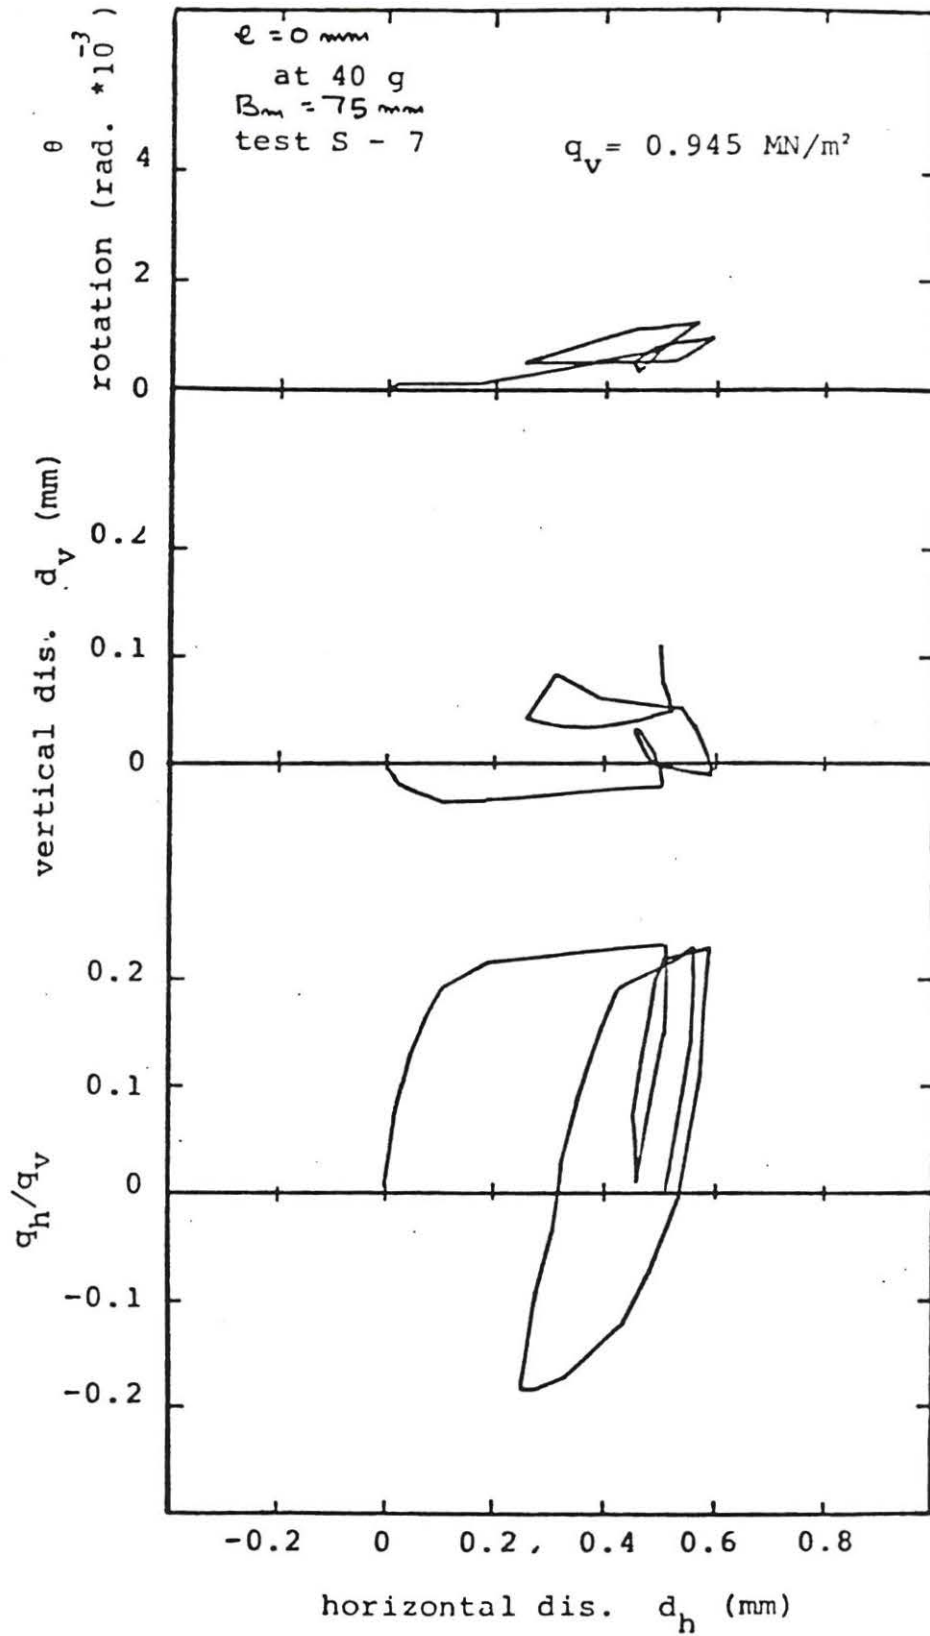 e = 0 mm
at 40 g
Bm = 75 mm
test S - 7
qv= 0.945 MN/m²
θ
rotation (rad. *10-3)
4
2
0
vertical dis. dv (mm)
0.2
0.1
0
qh/qv
0.2
0.1
0
-0.1
-0.2
-0.2 0 0.2, 0.4 0.6 0.8
horizontal dis. dh (mm)